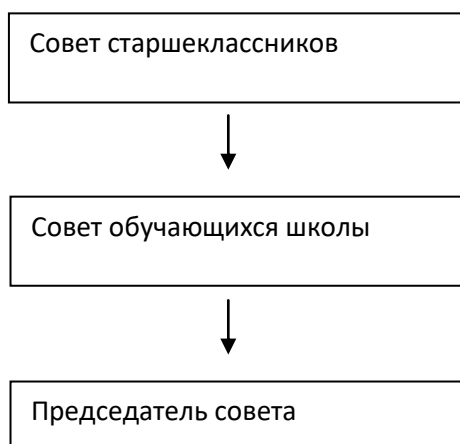 Совет старшеклассников
Совет обучающихся школы
Председатель совета